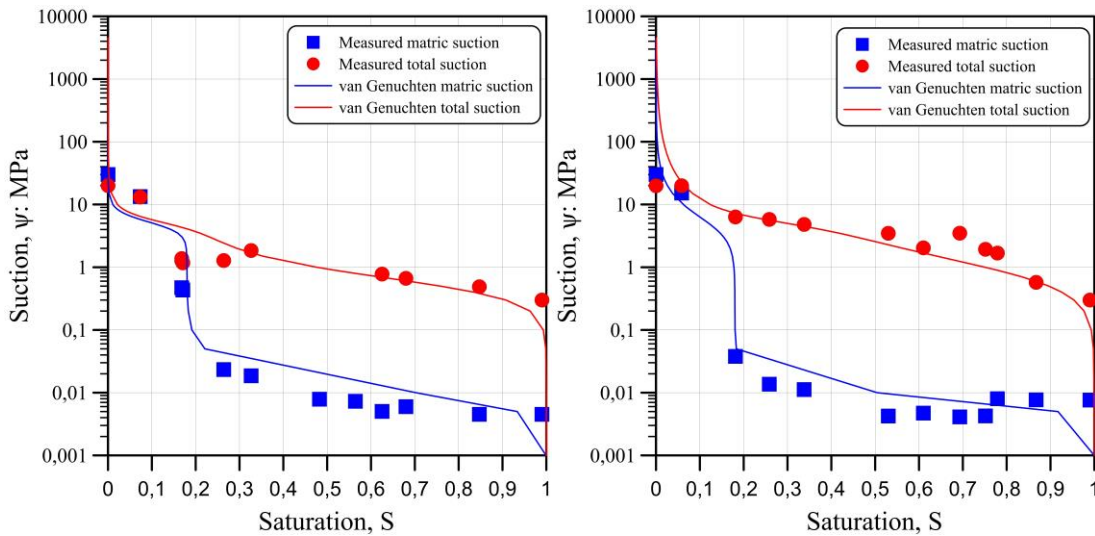 10000
1000
100
10
1
0,1
0,01
0,001
Suction, ψ: MPa
Measured matric suction
Measured total suction
van Genuchten matric suction
van Genuchten total suction
0 0,1 0,2 0,3 0,4 0,5 0,6 0,7 0,8 0,9 1
Saturation, S
10000
1000
100
10
1
0,1
0,01
0,001
Suction, ψ: MPa
Measured matric suction
Measured total suction
van Genuchten matric suction
van Genuchten total suction
0 0,1 0,2 0,3 0,4 0,5 0,6 0,7 0,8 0,9 1
Saturation, S